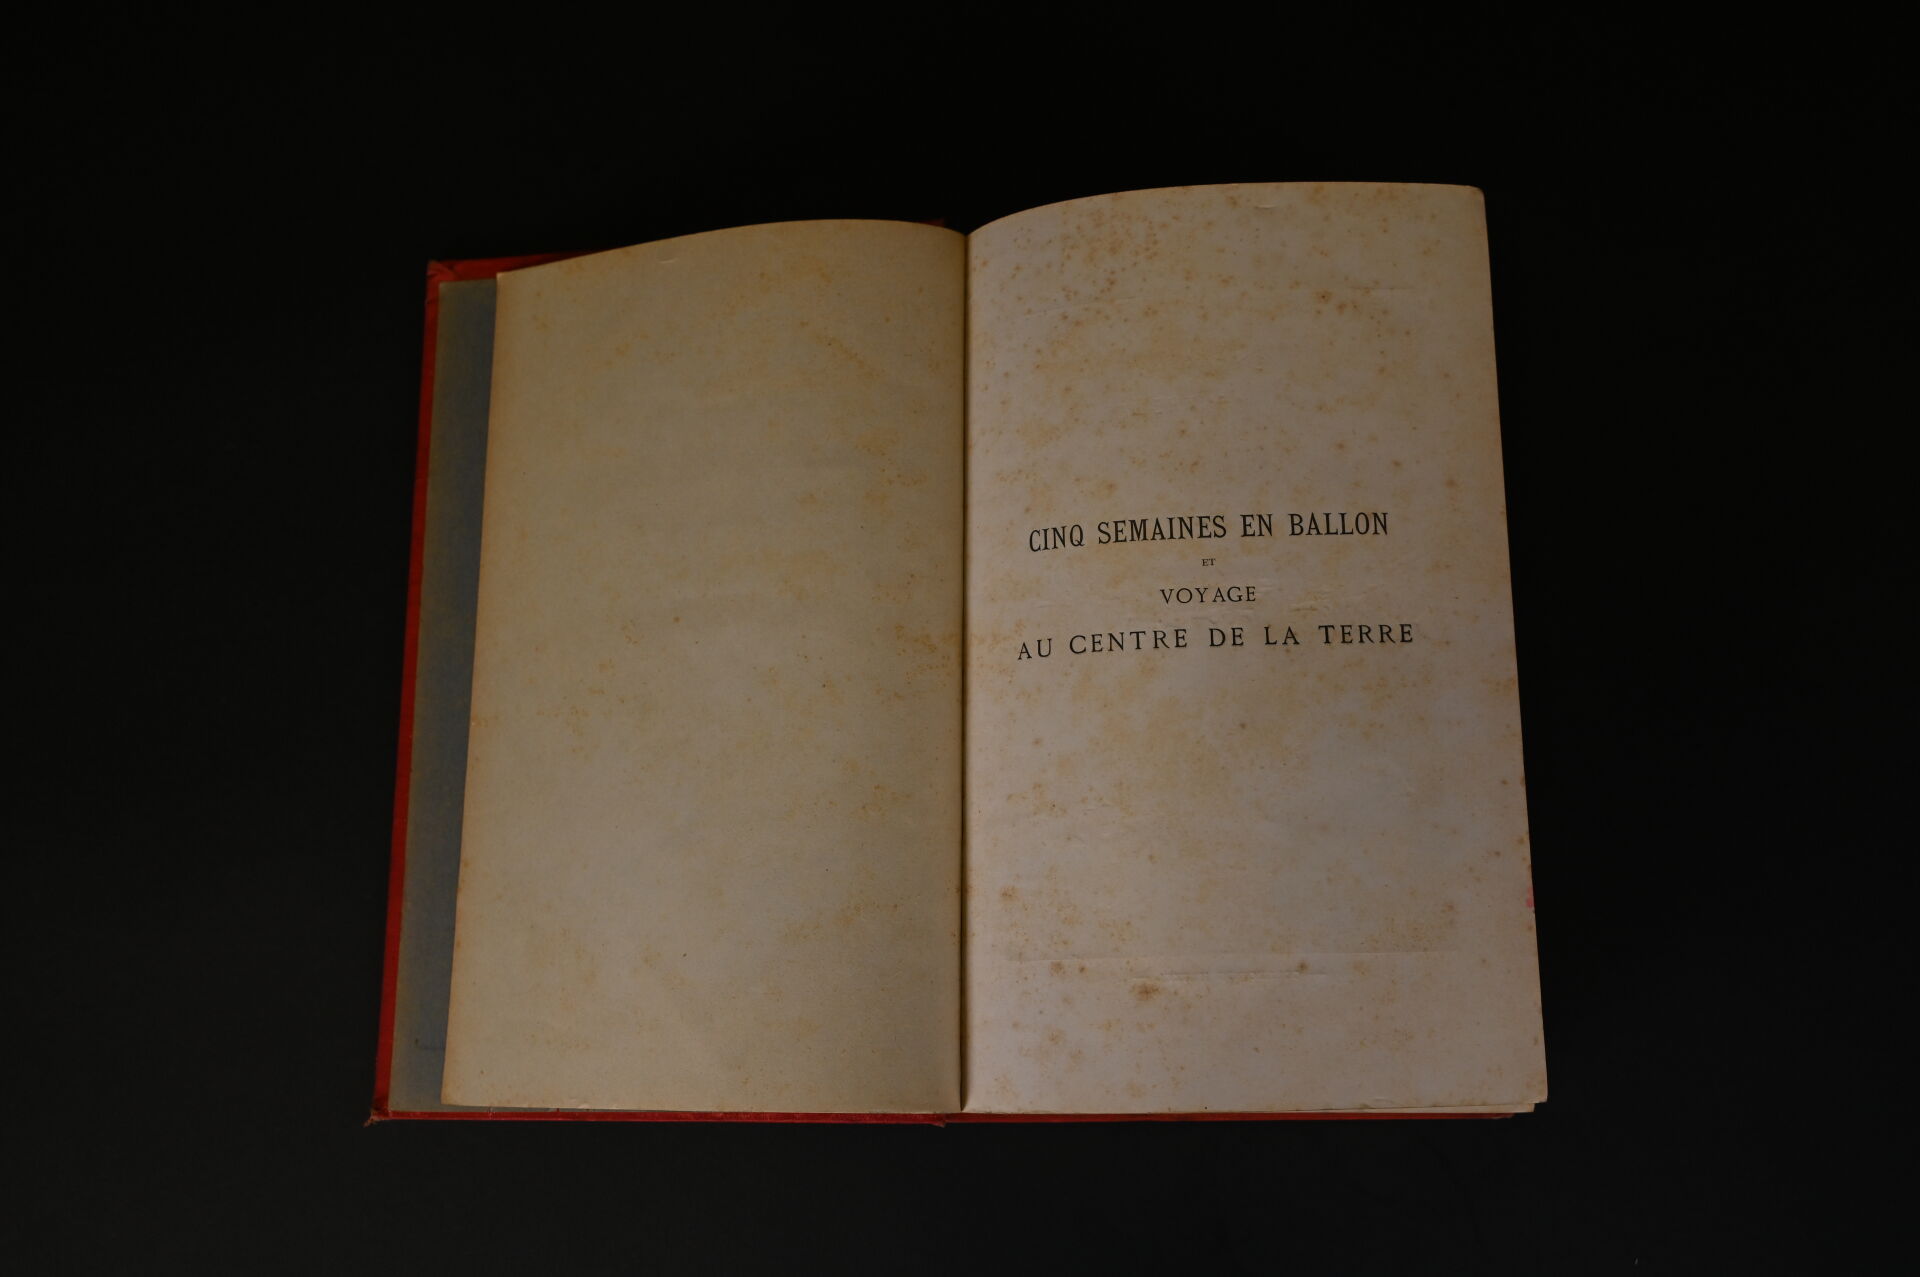 CINQ SEMAINES EN BALLON
ET
VOYAGE
AU CENTRE DE LA TERRE